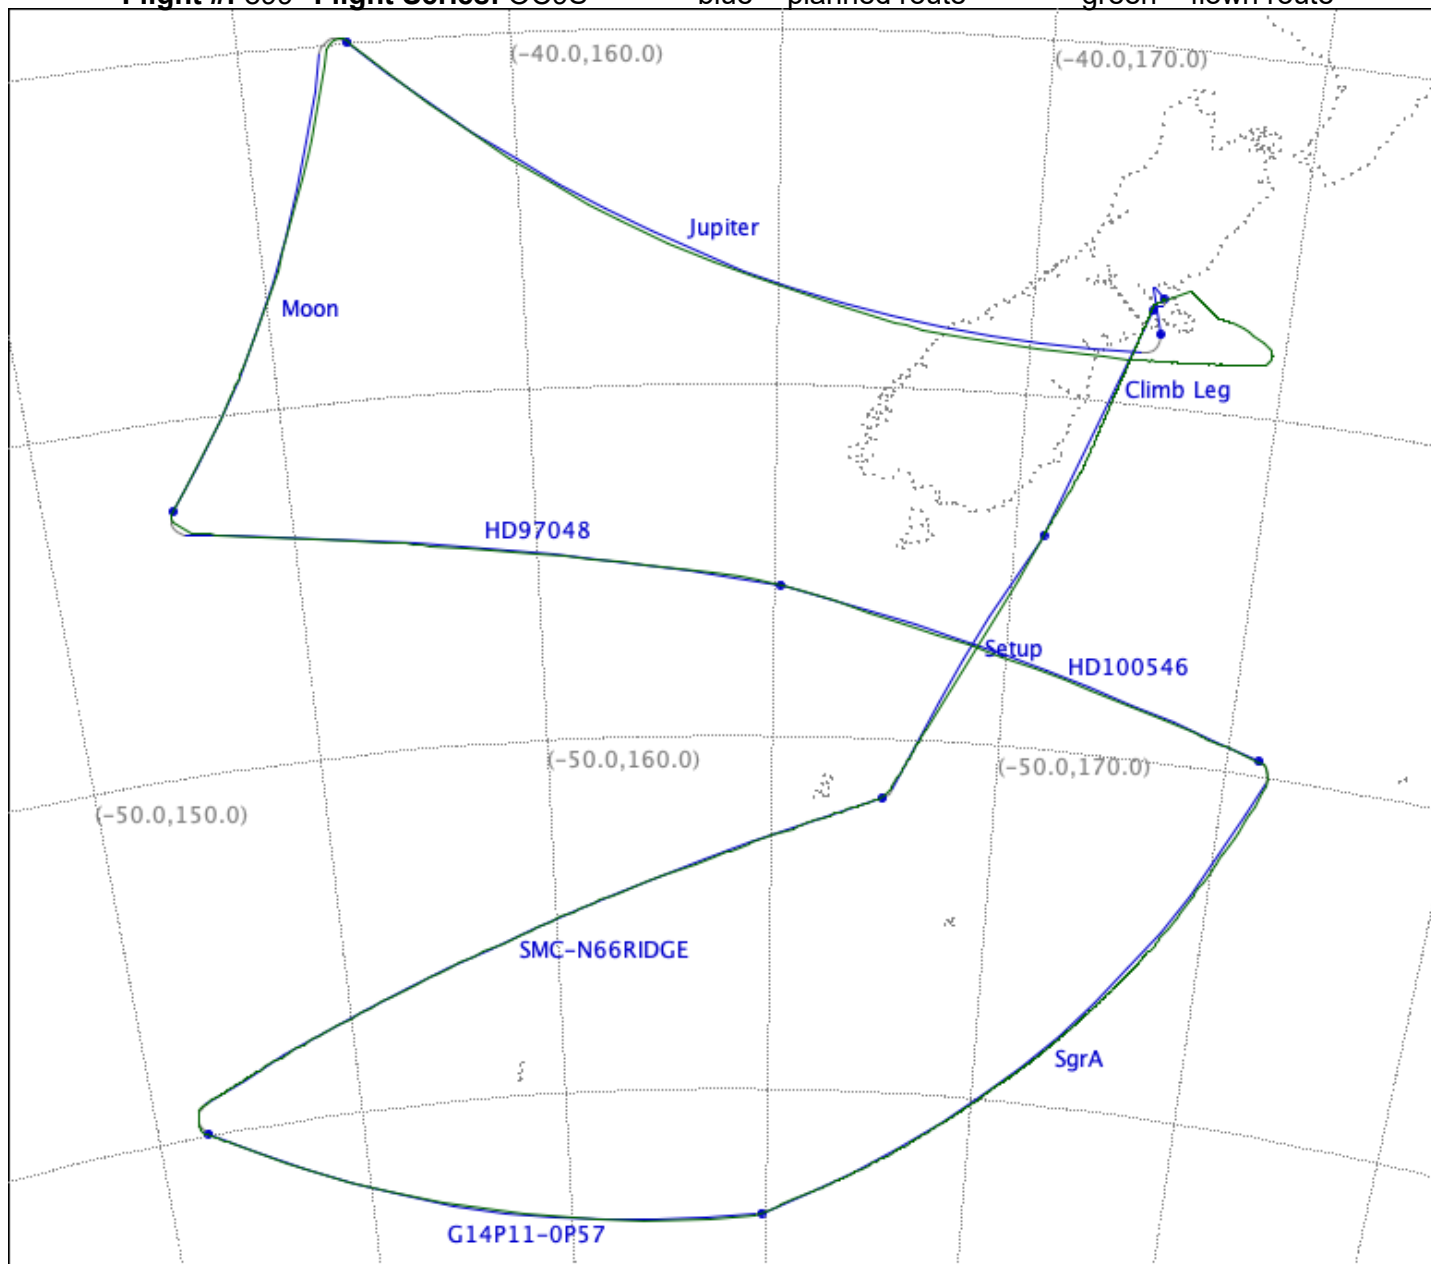 (-40.0,160.0)
(-40.0,170.0)
Jupiter
Moon
Climb Leg
HD97048
Setup
HD100546
(-50.0,160.0)
(-50.0,170.0)
(-50.0,150.0)
SMC-N66RIDGE
SgrA
G14P11-0P57